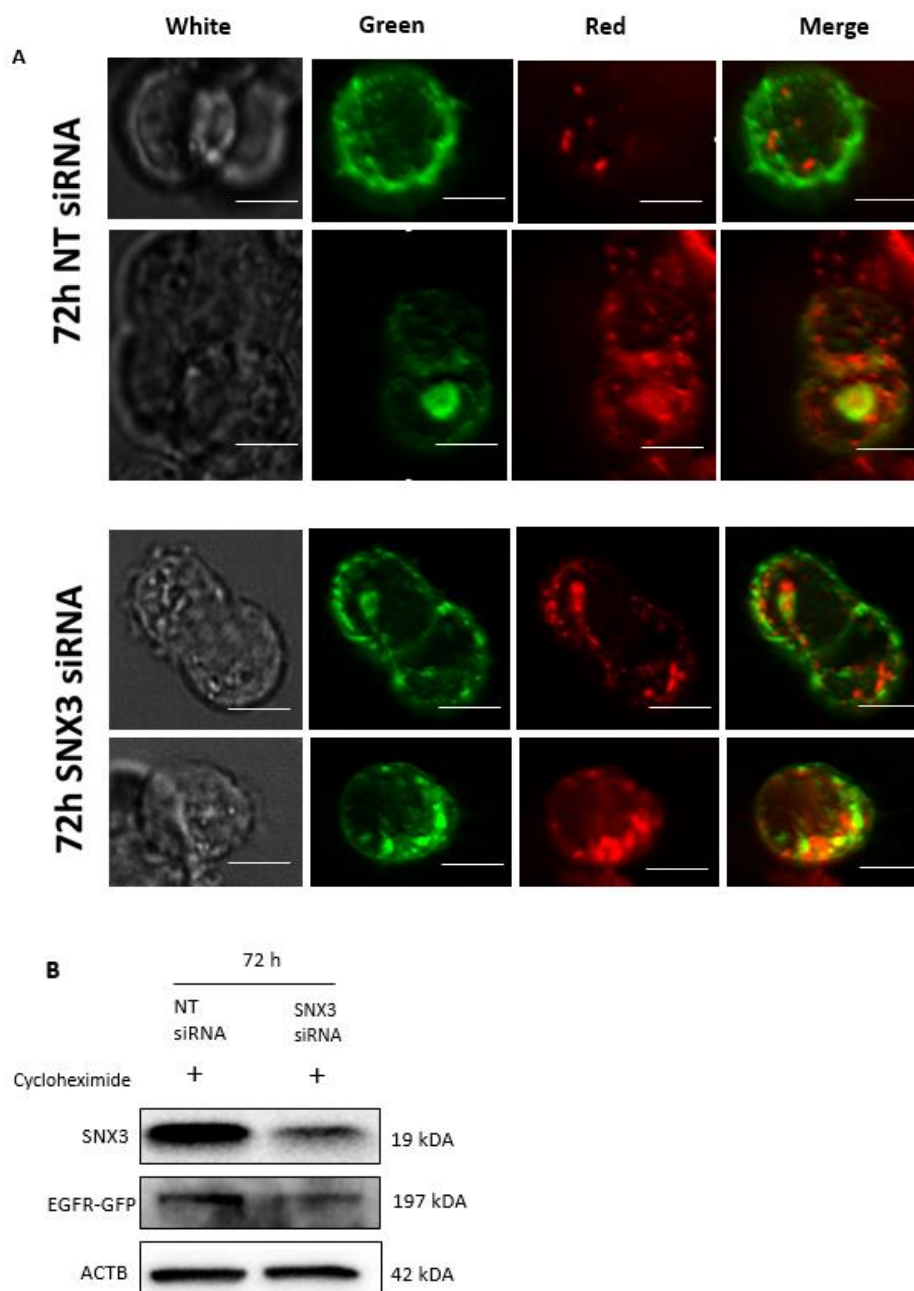 White Green Red Merge
A
72h NT siRNA
72h SNX3 siRNA
B
72 h
NT SNX3
siRNA siRNA
Cycloheximide + +
SNX3 19 kDA
EGFR-GFP 197 kDA
ACTB 42 kDA